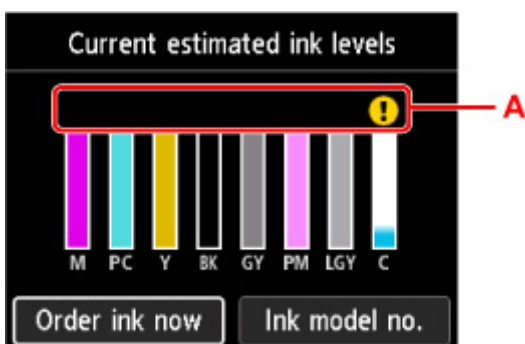 Current estimated ink levels
A
M PC Y BK GY PM LGY C
Order ink now Ink model no.